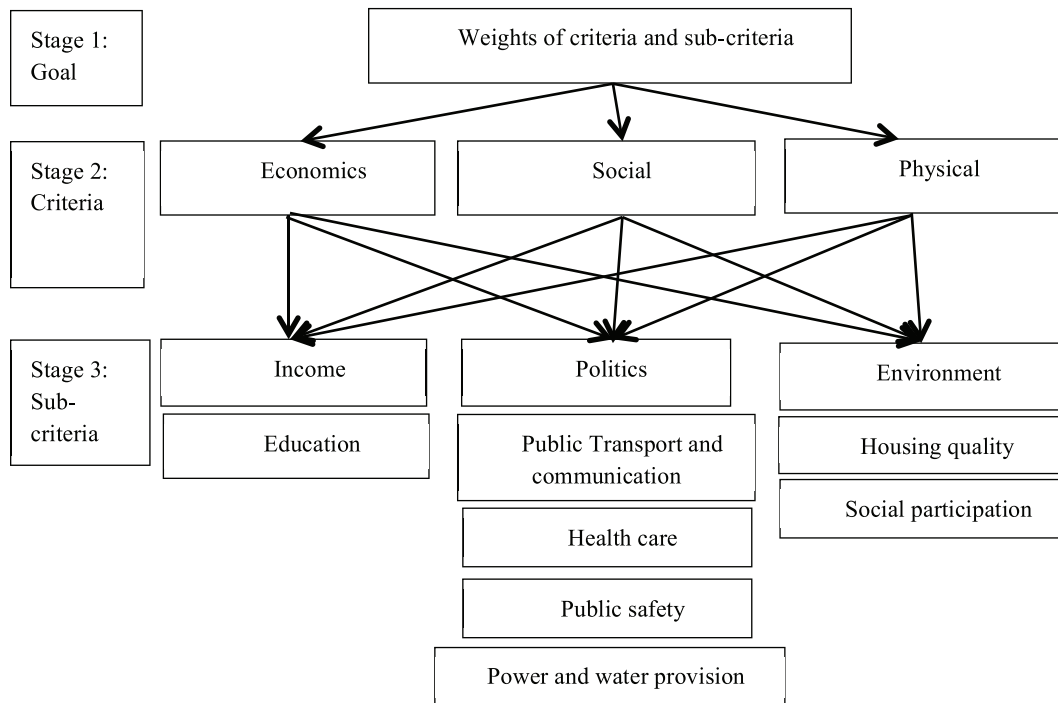 Stage 1:
Goal
Weights of criteria and sub-criteria
Stage 2:
Criteria
Economics
Social
Physical
Stage 3:
Sub-
criteria
Income
Politics
Environment
Education
Public Transport and
communication
Housing quality
Social participation
Health care
Public safety
Power and water provision